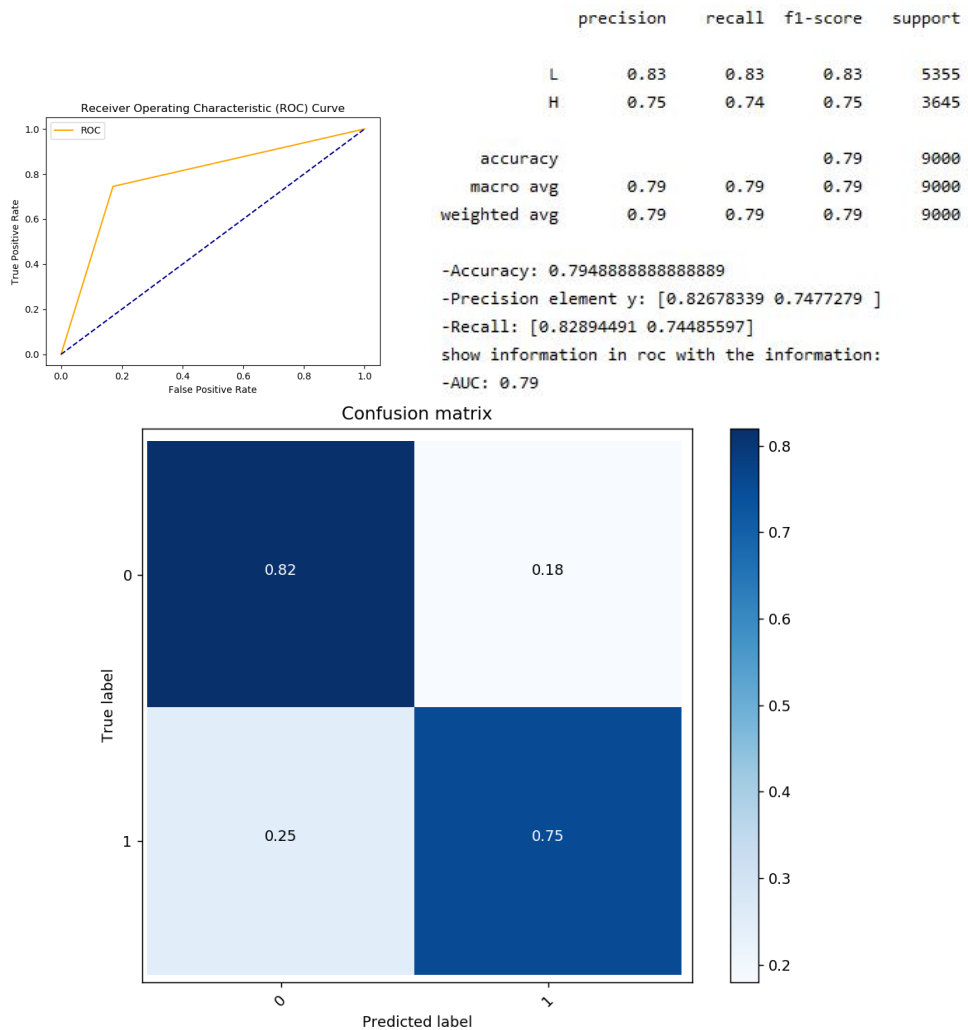 precision recall f1-score support
L 0.83 0.83 0.83 5355
H 0.75 0.74 0.75 3645
accuracy 0.79 9000
macro avg 0.79 0.79 0.79 9000
weighted avg 0.79 0.79 0.79 9000
-Accuracy: 0.7948888888888889
-Precision element y: [0.82678339 0.7477279 ]
-Recall: [0.82894491 0.74485597]
show information in roc with the information:
-AUC: 0.79
Receiver Operating Characteristic (ROC) Curve
ROC
True Positive Rate
1.0
0.8
0.6
0.4
0.2
0.0
0.0 0.2 0.4 0.6 0.8 1.0
False Positive Rate
Confusion matrix
True label
0
0.82 0.18
1
0.25 0.75
0 1
Predicted label
0.8
0.7
0.6
0.5
0.4
0.3
0.2